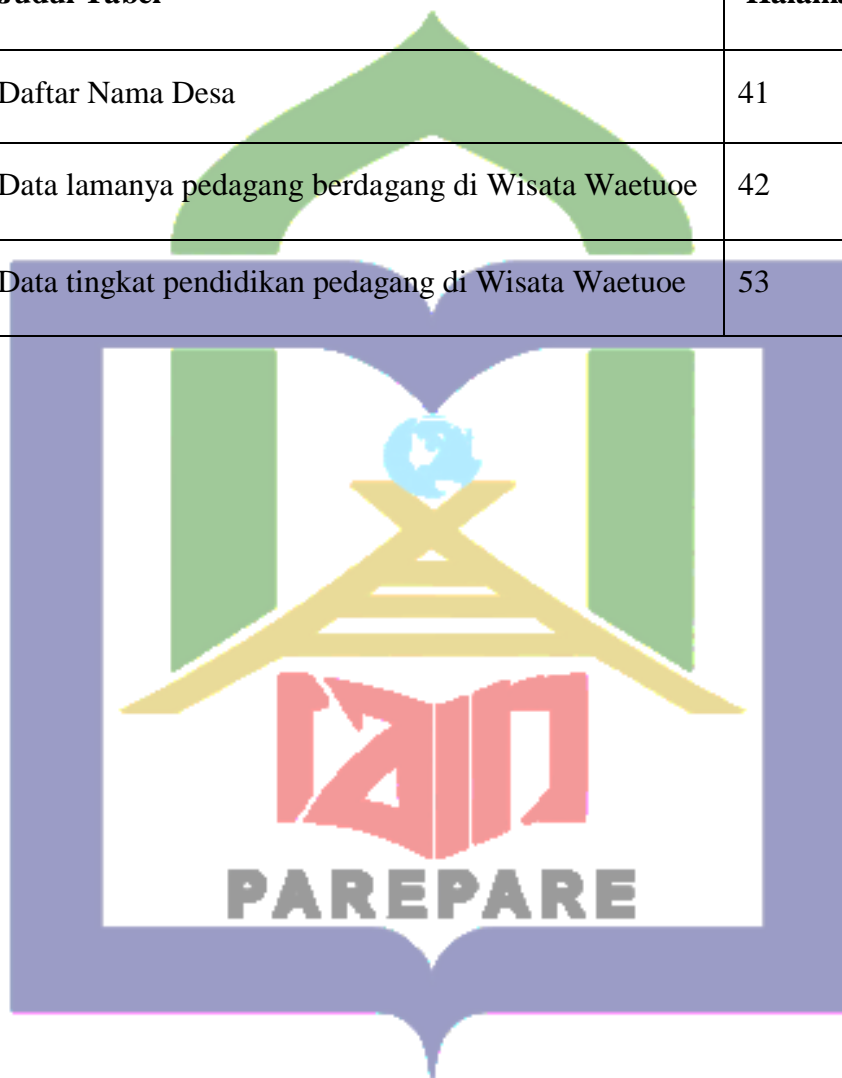 Daftar Nama Desa 41
Data lamanya pedagang berdagang di Wisata Waetuoe 42
Data tingkat pendidikan pedagang di Wisata Waetuoe 53
iain
PAREPARE